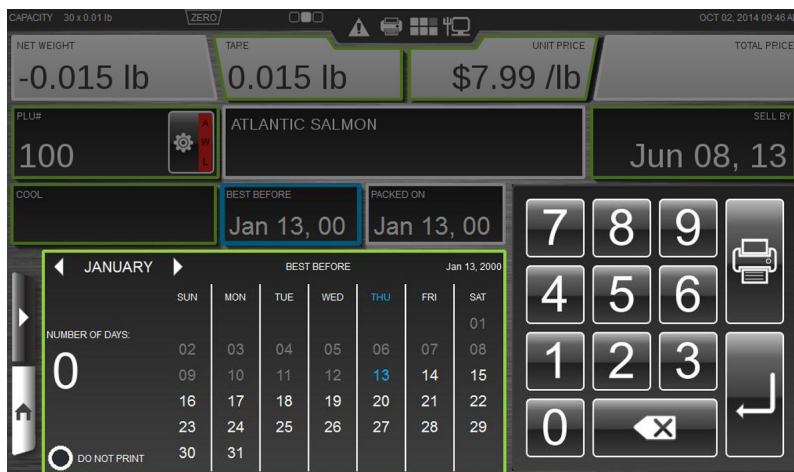 CAPACITY 30 x 0.01 lb ZERO OCT 02, 2014 09:46 A
NET WEIGHT TAPE UNIT PRICE TOTAL PRICE
-0.015 lb 0.015 lb $7.99 /lb
PLU# SELL BY
ATLANTIC SALMON
100 A W L Jun 08, 13
COOL BEST BEFORE PACKED ON
Jan 13, 00 Jan 13, 00
7 8 9
JANUARY BEST BEFORE Jan 13, 2000
SUN MON TUE WED THU FRI SAT
4 5 6
01
NUMBER OF DAYS:
02 03 04 05 06 07 08
0
09 10 11 12 13 14 15
1 2 3
16 17 18 19 20 21 22
23 24 25 26 27 28 29
0
DO NOT PRINT
30 31